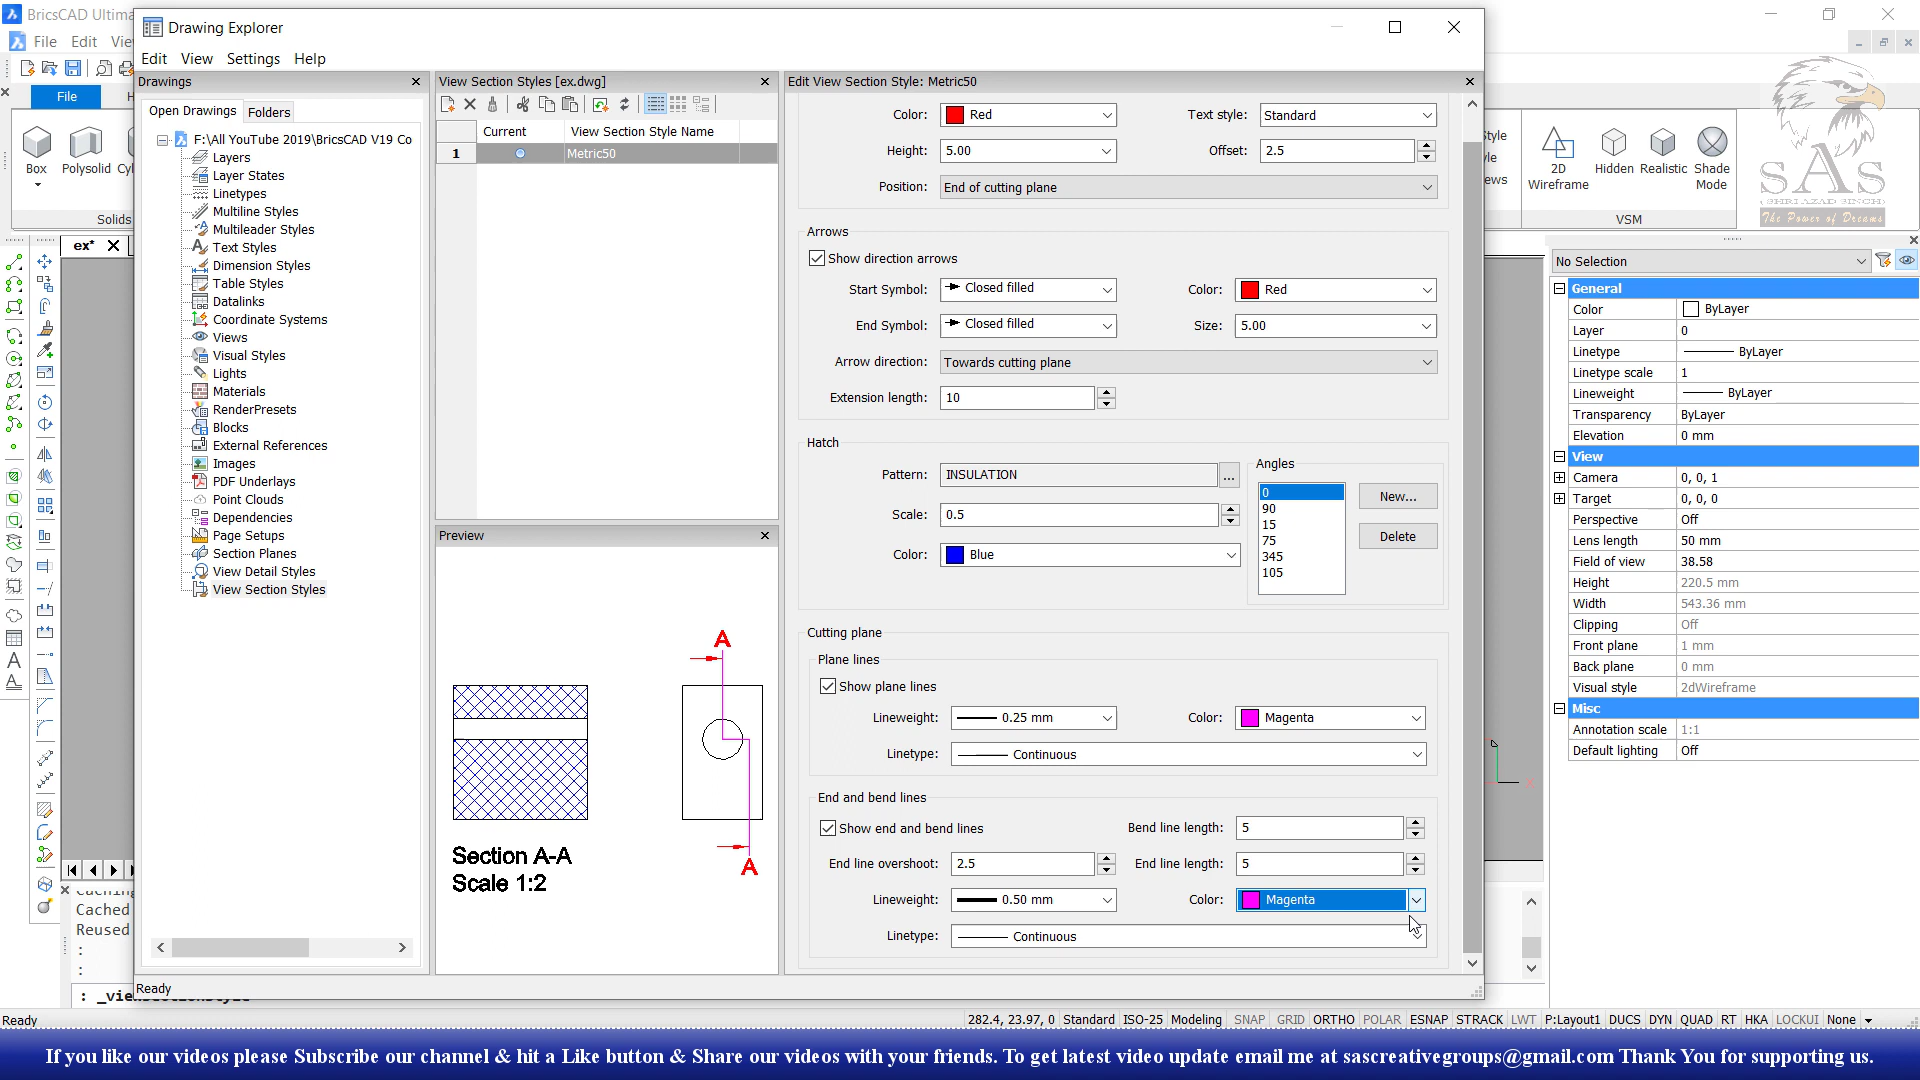 BricsCAD Ultima
File Edit Vi
File H
Box Polysolid Cyl
Solids
ex*
Drawing Explorer
Edit View Settings Help
Drawings
Open Drawings Folders
F:\All YouTube 2019\BricsCAD V19 Co
Layers
Layer States
Linetypes
Multiline Styles
Multileader Styles
Text Styles
Dimension Styles
Table Styles
Datalinks
Coordinate Systems
Views
Visual Styles
Lights
Materials
RenderPresets
Blocks
External References
Images
PDF Underlays
Point Clouds
Dependencies
Page Setups
Section Planes
View Detail Styles
View Section Styles
View Section Styles [ex.dwg]
Current View Section Style Name
1 Metric50
Preview
A
A
Section A-A
Scale 1:2
Edit View Section Style: Metric50
Color: Red Text style: Standard
Height: 5.00 Offset: 2.5
Position: End of cutting plane
Arrows
Show direction arrows
Start Symbol: Closed filled Color: Red
End Symbol: Closed filled Size: 5.00
Arrow direction: Towards cutting plane
Extension length: 10
Hatch
Pattern: INSULATION ...
Scale: 0.5
Color: Blue
Angles
0
90
15
75
345
105
New...
Delete
Cutting plane
Plane lines
Show plane lines
Lineweight: 0.25 mm Color: Magenta
Linetype: Continuous
End and bend lines
Show end and bend lines Bend line length: 5
End line overshoot: 2.5 End line length: 5
Lineweight: 0.50 mm Color: Magenta
Linetype: Continuous
Ready
tyle
le
ews
2D Wireframe Hidden Realistic Shade Mode
VSM
SAS
SHRI AZAD SINGH
The Power of Dreams
No Selection
General
Color ByLayer
Layer 0
Linetype ByLayer
Linetype scale 1
Lineweight ByLayer
Transparency ByLayer
Elevation 0 mm
View
Camera 0, 0, 1
Target 0, 0, 0
Perspective Off
Lens length 50 mm
Field of view 38.58
Height 220.5 mm
Width 543.36 mm
Clipping Off
Front plane 1 mm
Back plane 0 mm
Visual style 2dWireframe
Misc
Annotation scale 1:1
Default lighting Off
Cached
Reused
:
:
Ready 282.4, 23.97, 0 Standard ISO-25 Modeling SNAP GRID ORTHO POLAR ESNAP STRACK LWT P:Layout1 DUCS DYN QUAD RT HKA LOCKUI None
If you like our videos please Subscribe our channel & hit a Like button & Share our videos with your friends. To get latest video update email me at sascreativegroups@gmail.com Thank You for supporting us.